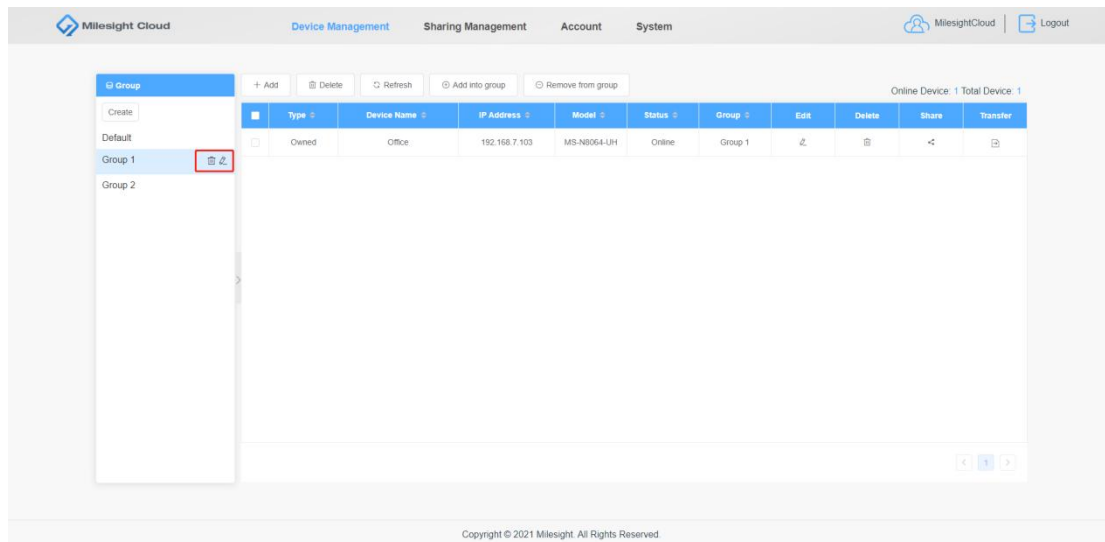 Milesight Cloud Device Management Sharing Management Account System MilesightCloud Logout
Group
+ Add Delete Refresh Add into group Remove from group
Online Device: 1 Total Device: 1
Create
Type Device Name IP Address Model Status Group Edit Delete Share Transfer
Default
Owned Office 192.168.7.103 MS-N8064-UH Online Group 1
Group 1
Group 2
< 1 >
Copyright © 2021 Milesight. All Rights Reserved.